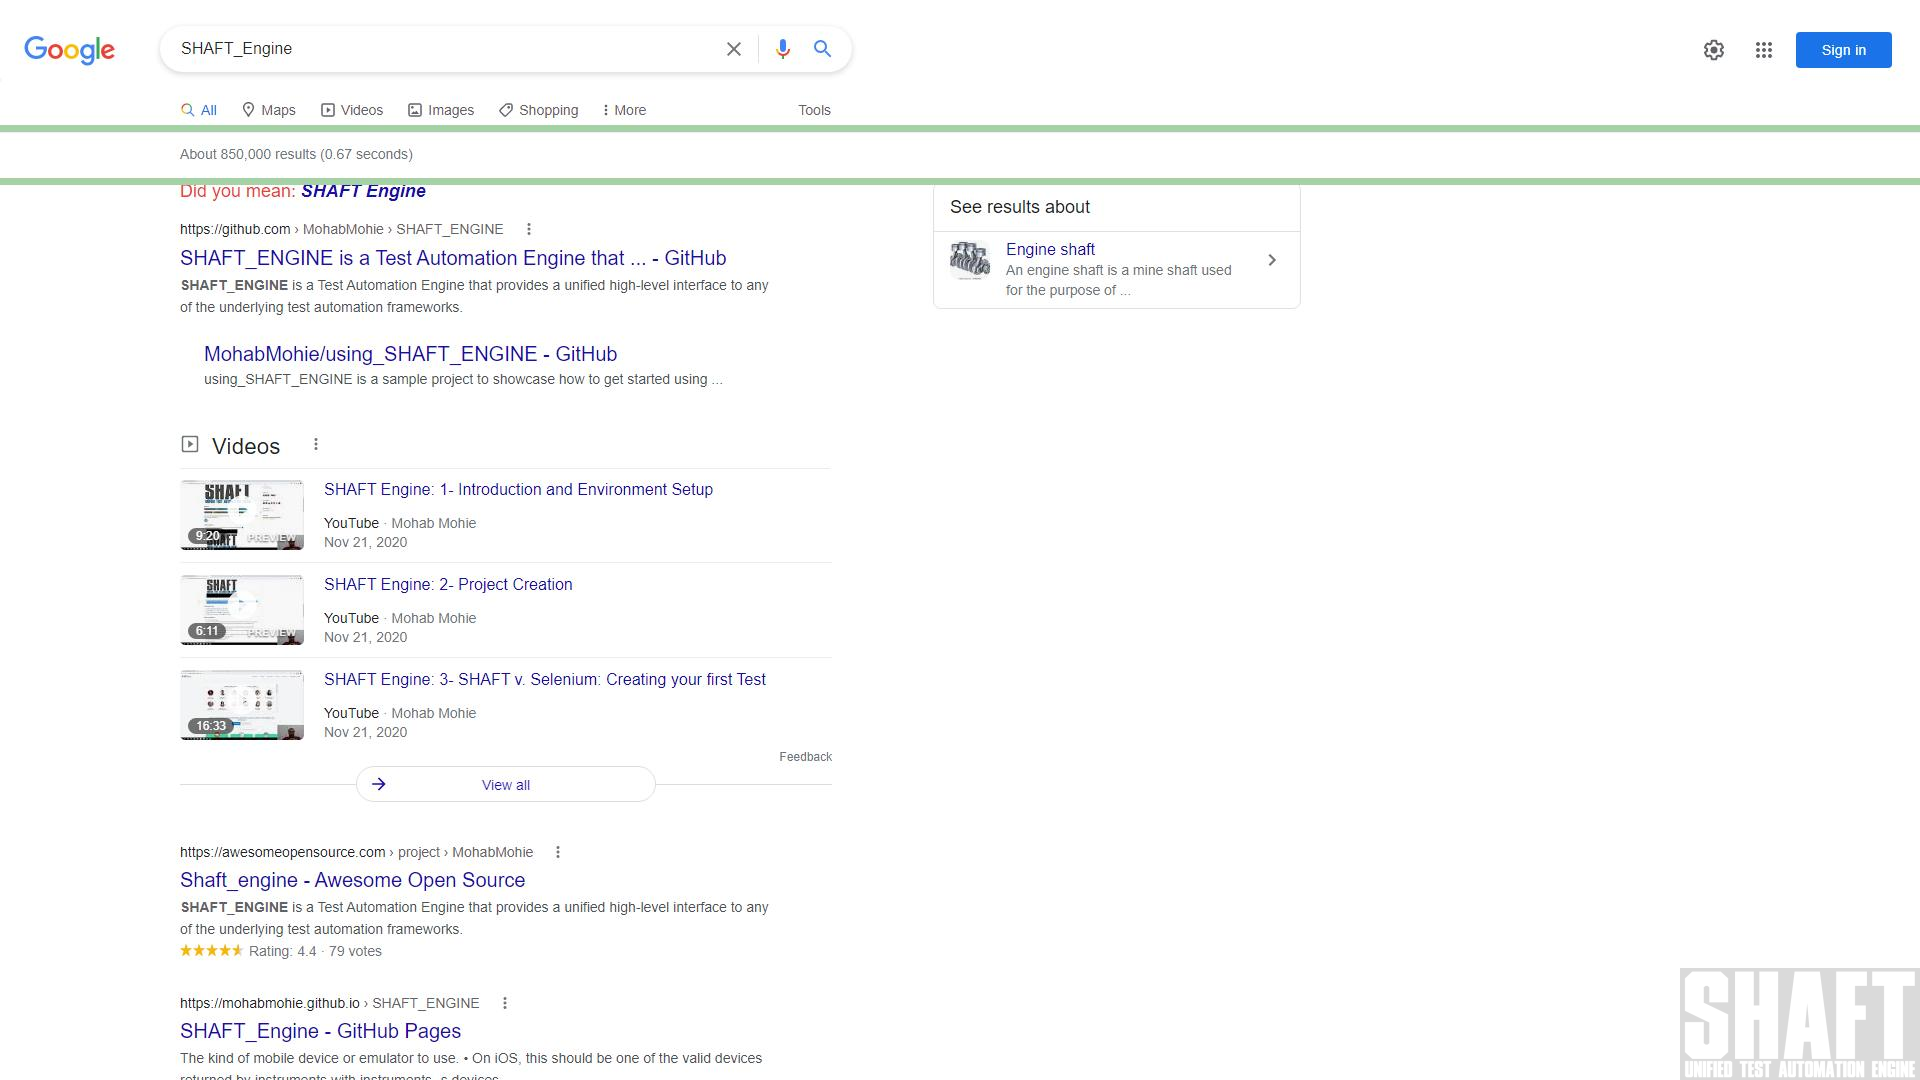 Google
SHAFT_Engine
Sign in
All Maps Videos Images Shopping More Tools
About 850,000 results (0.67 seconds)
Did you mean: SHAFT Engine
https://github.com › MohabMohie › SHAFT_ENGINE
SHAFT_ENGINE is a Test Automation Engine that ... - GitHub
SHAFT_ENGINE is a Test Automation Engine that provides a unified high-level interface to any
of the underlying test automation frameworks.
MohabMohie/using_SHAFT_ENGINE - GitHub
using_SHAFT_ENGINE is a sample project to showcase how to get started using ...
See results about
Engine shaft
An engine shaft is a mine shaft used
for the purpose of ...
Videos
SHAFT
9:20 PREVIEW
SHAFT Engine: 1- Introduction and Environment Setup
YouTube · Mohab Mohie
Nov 21, 2020
SHAFT
6:11 PREVIEW
SHAFT Engine: 2- Project Creation
YouTube · Mohab Mohie
Nov 21, 2020
16:33
SHAFT Engine: 3- SHAFT v. Selenium: Creating your first Test
YouTube · Mohab Mohie
Nov 21, 2020
Feedback
View all
https://awesomeopensource.com › project › MohabMohie
Shaft_engine - Awesome Open Source
SHAFT_ENGINE is a Test Automation Engine that provides a unified high-level interface to any
of the underlying test automation frameworks.
Rating: 4.4 · 79 votes
https://mohabmohie.github.io › SHAFT_ENGINE
SHAFT_Engine - GitHub Pages
The kind of mobile device or emulator to use. • On iOS, this should be one of the valid devices
returned by instruments with instruments -s devices.
SHAFT
UNIFIED TEST AUTOMATION ENGINE